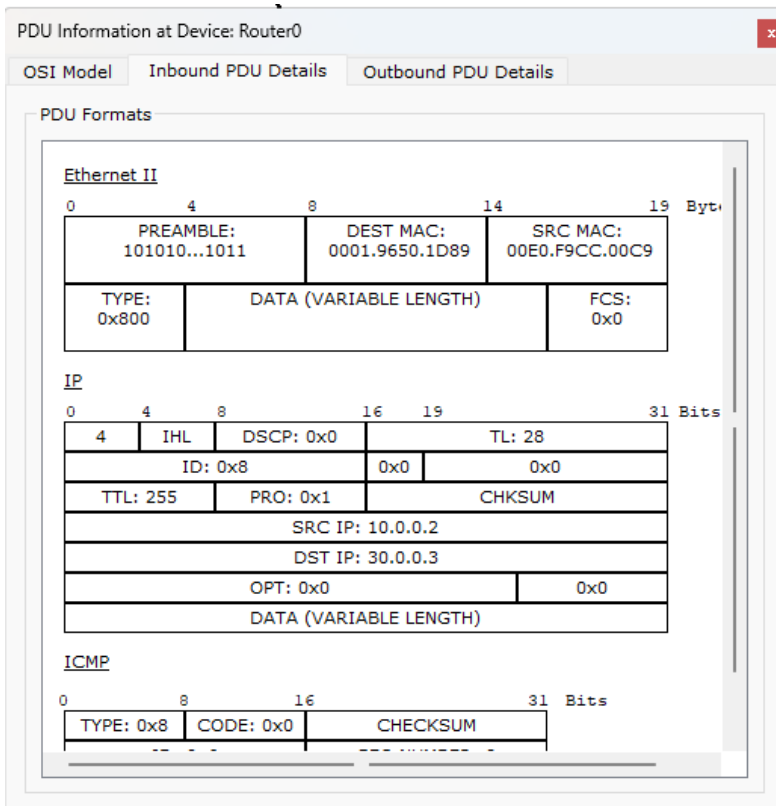 PDU Information at Device: Router0
x
OSI Model Inbound PDU Details Outbound PDU Details
PDU Formats
Ethernet II
0 4 8 14 19
PREAMBLE: DEST MAC: SRC MAC:
101010...1011 0001.9650.1D89 00E0.F9CC.00C9
TYPE: DATA (VARIABLE LENGTH) FCS:
0x800 0x0
IP
0 4 8 16 19 31 Bits
4 IHL DSCP: 0x0 TL: 28
ID: 0x8 0x0 0x0
TTL: 255 PRO: 0x1 CHKSUM
SRC IP: 10.0.0.2
DST IP: 30.0.0.3
OPT: 0x0 0x0
DATA (VARIABLE LENGTH)
ICMP
0 8 16 31 Bits
TYPE: 0x8 CODE: 0x0 CHECKSUM